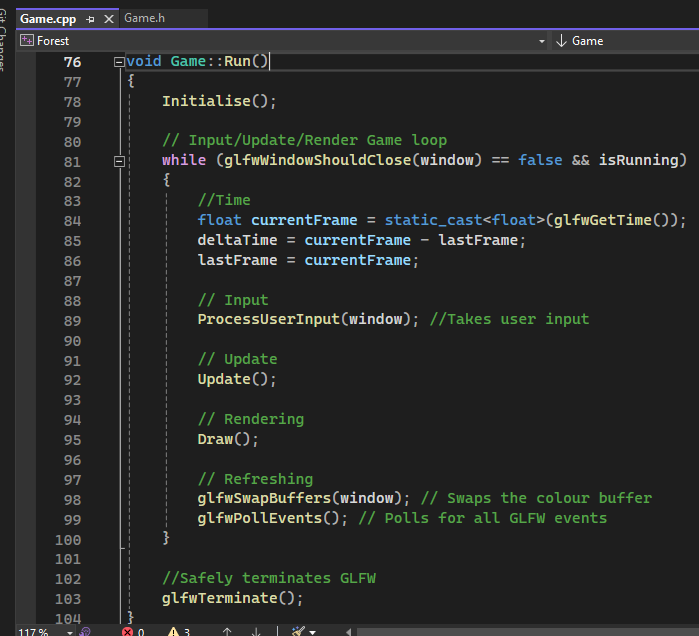 Git Changes
Game.cpp Game.h
Forest Game
76 void Game::Run()
77 {
78 Initialise();
79
80 // Input/Update/Render Game loop
81 while (glfwWindowShouldClose(window) == false && isRunning)
82 {
83 //Time
84 float currentFrame = static_cast<float>(glfwGetTime());
85 deltaTime = currentFrame - lastFrame;
86 lastFrame = currentFrame;
87
88 // Input
89 ProcessUserInput(window); //Takes user input
90
91 // Update
92 Update();
93
94 // Rendering
95 Draw();
96
97 // Refreshing
98 glfwSwapBuffers(window); // Swaps the colour buffer
99 glfwPollEvents(); // Polls for all GLFW events
100 }
101
102 //Safely terminates GLFW
103 glfwTerminate();
104 }
117 % 0 3